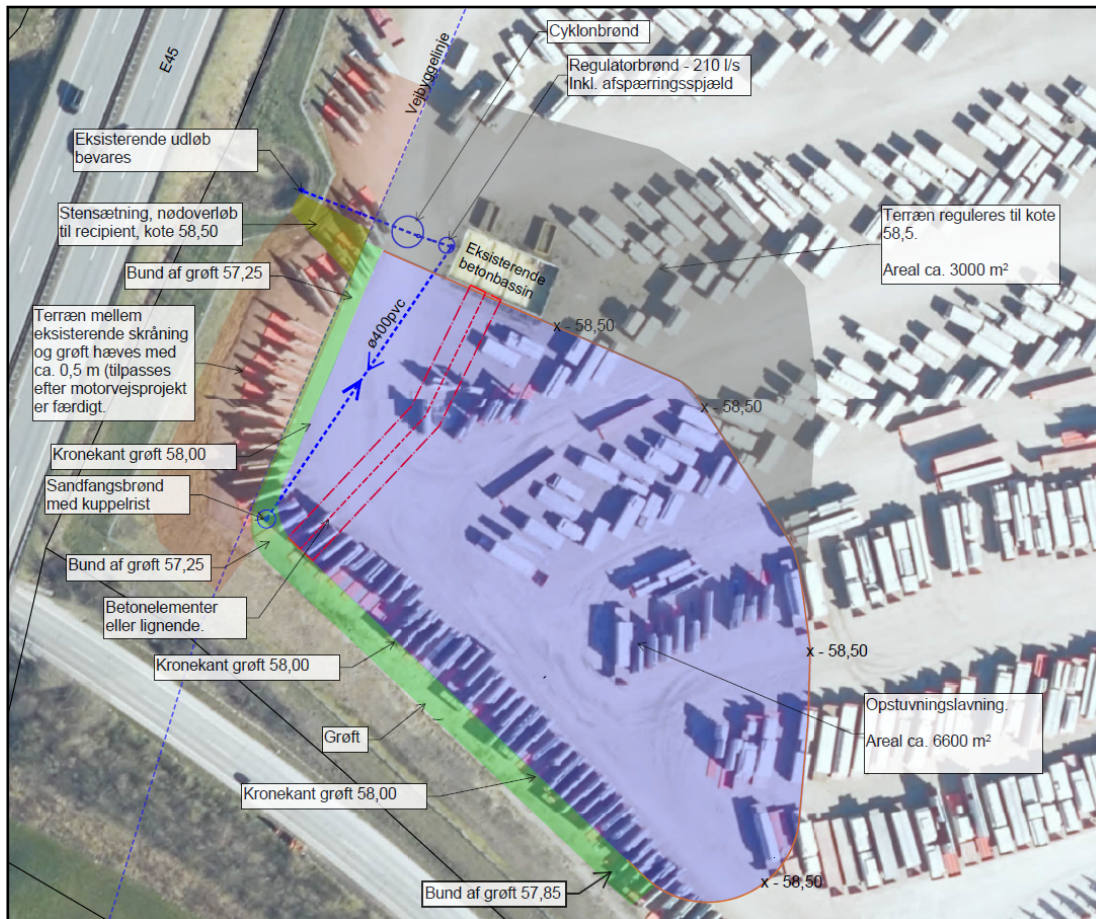 E45
Vejbyggelinje
Cyklonbrønd
Regulatorbrønd - 210 l/s
Inkl. afspærringsspjæld
Eksisterende udløb
bevares
Stensætning, nødoverløb
til recipient, kote 58,50
Terræn reguleres til kote
58,5.
Areal ca. 3000 m²
Eksisterende
betonbassin
Bund af grøft 57,25
Terræn mellem
eksisterende skråning
og grøft hæves med
ca. 0,5 m (tilpasses
efter motorvejsprojekt
er færdigt.
ø400pvc
x - 58,50
x - 58,50
Kronekant grøft 58,00
Sandfangsbrønd
med kuppelrist
Bund af grøft 57,25
Betonelementer
eller lignende.
Kronekant grøft 58,00
x - 58,50
Opstuvningslavning.
Areal ca. 6600 m²
Grøft
Kronekant grøft 58,00
Bund af grøft 57,85
x - 58,50